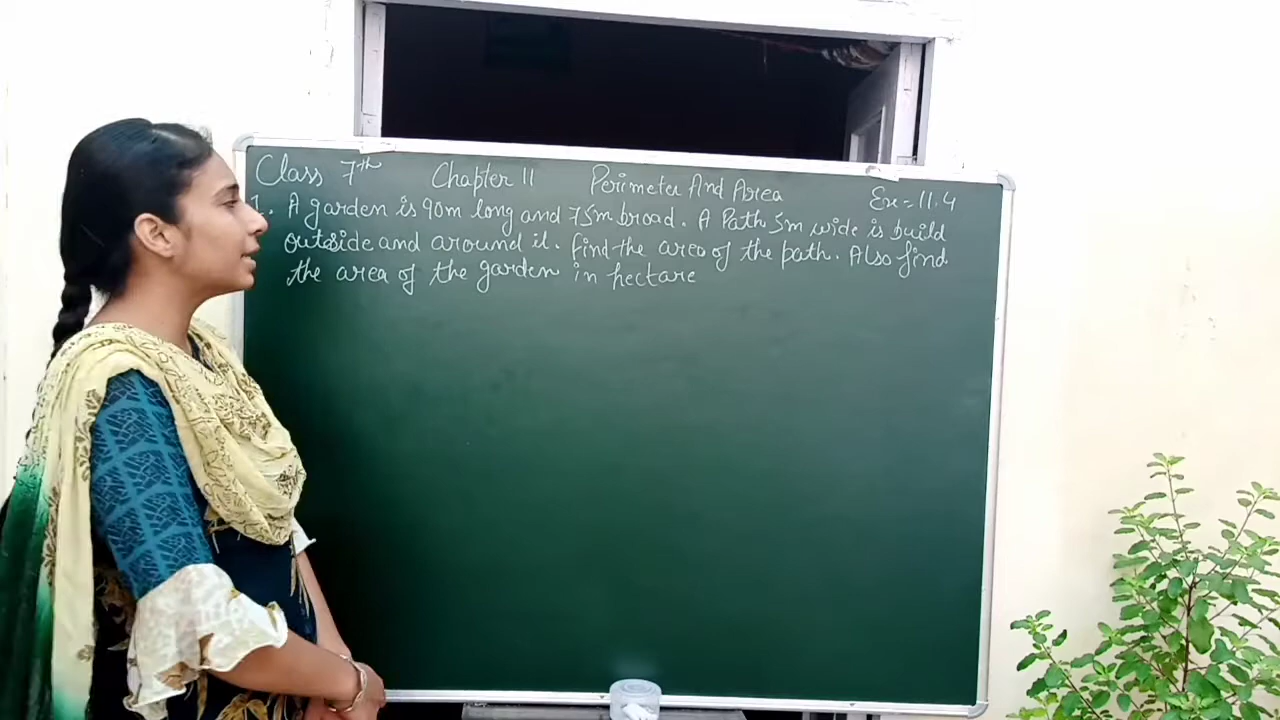 Class 7th Chapter 11 Perimeter And Area Ex=11.4
1. A garden is 90m long and 75m broad. A Path 5m wide is build
outside and around it. find the area of the path. Also find
the area of the garden in hectare